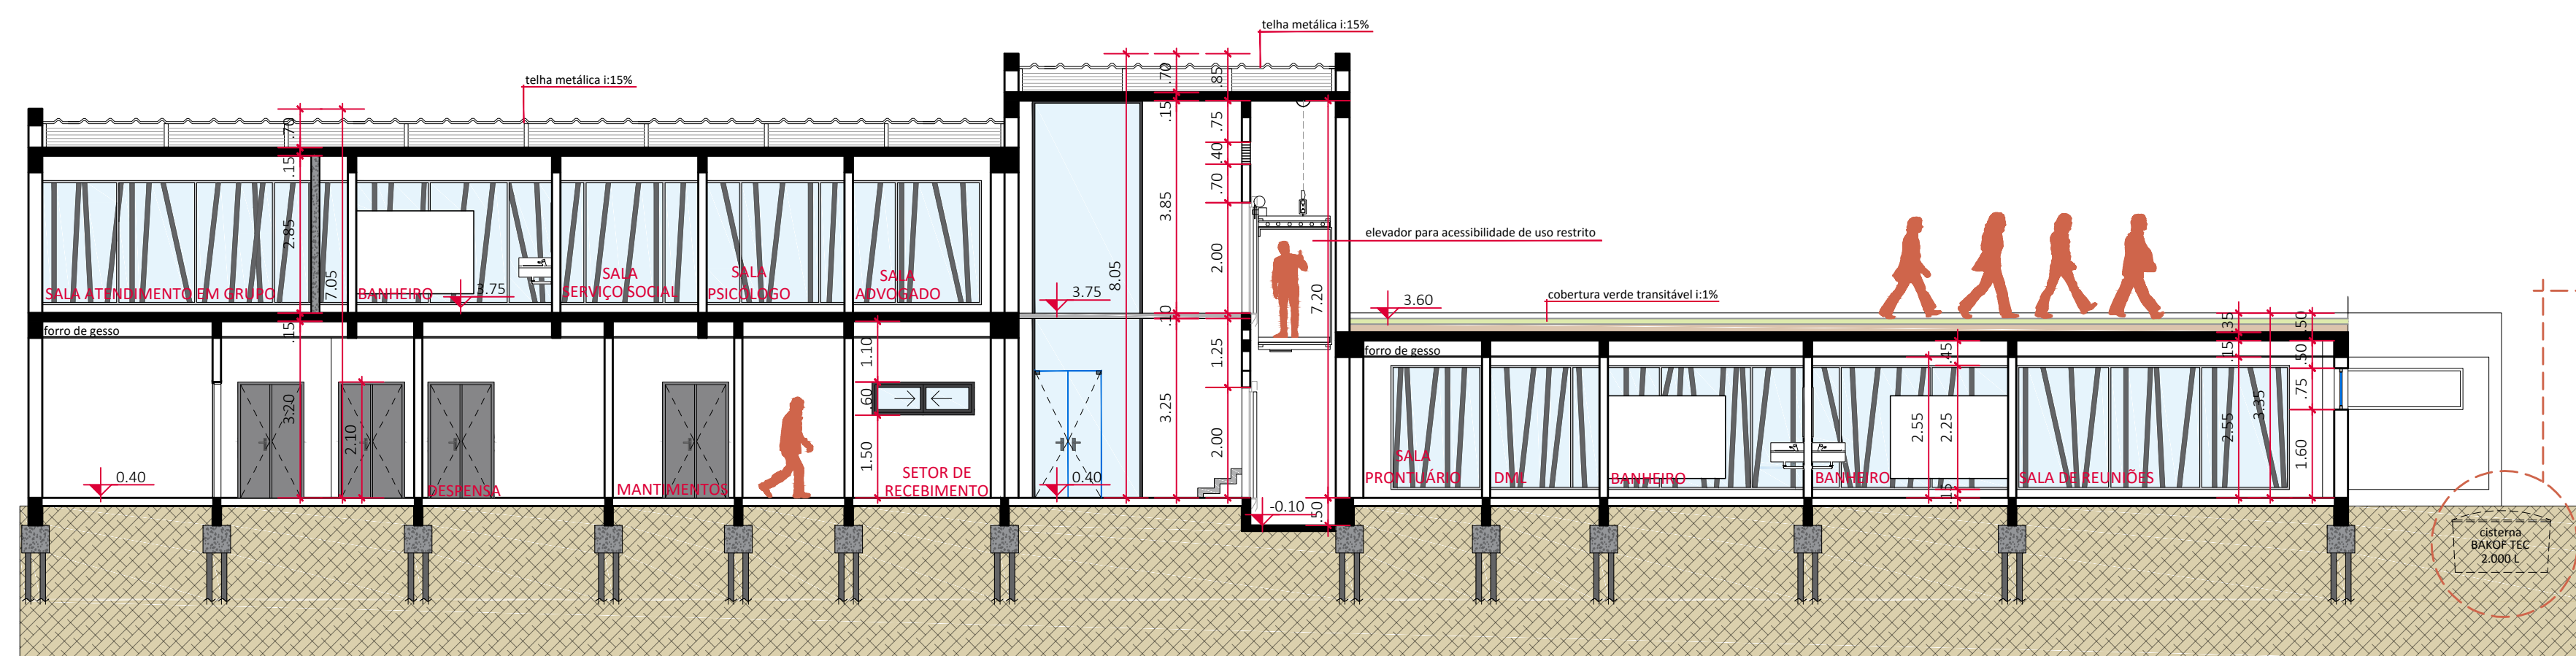 telha metálica i:15%
telha metálica i:15%
.70
.15
2.85
7.05
.15
3.20
2.10
SALA ATENDIMENTO EM GRUPO
BANHEIRO
3.75
SALA
SERVIÇO SOCIAL
SALA
PSICÓLOGO
SALA
ADVOGADO
forro de gesso
0.40
DESPENSA
MANTIMENTOS
1.10
.60
1.50
SETOR DE
RECEBIMENTO
3.75
0.40
8.05
.70
.15
3.85
.10
3.25
.85
.75
.40
.70
2.00
1.25
2.00
7.20
-0.10
.50
elevador para acessibilidade de uso restrito
3.60
cobertura verde transitável i:1%
forro de gesso
SALA
PRONTUÁRIO
DML
BANHEIRO
BANHEIRO
SALA DE REUNIÕES
2.55
.45
2.25
.15
.35
.15
2.55
3.35
.50
.50
.75
1.60
cisterna
BAKOF TEC
2.000 L